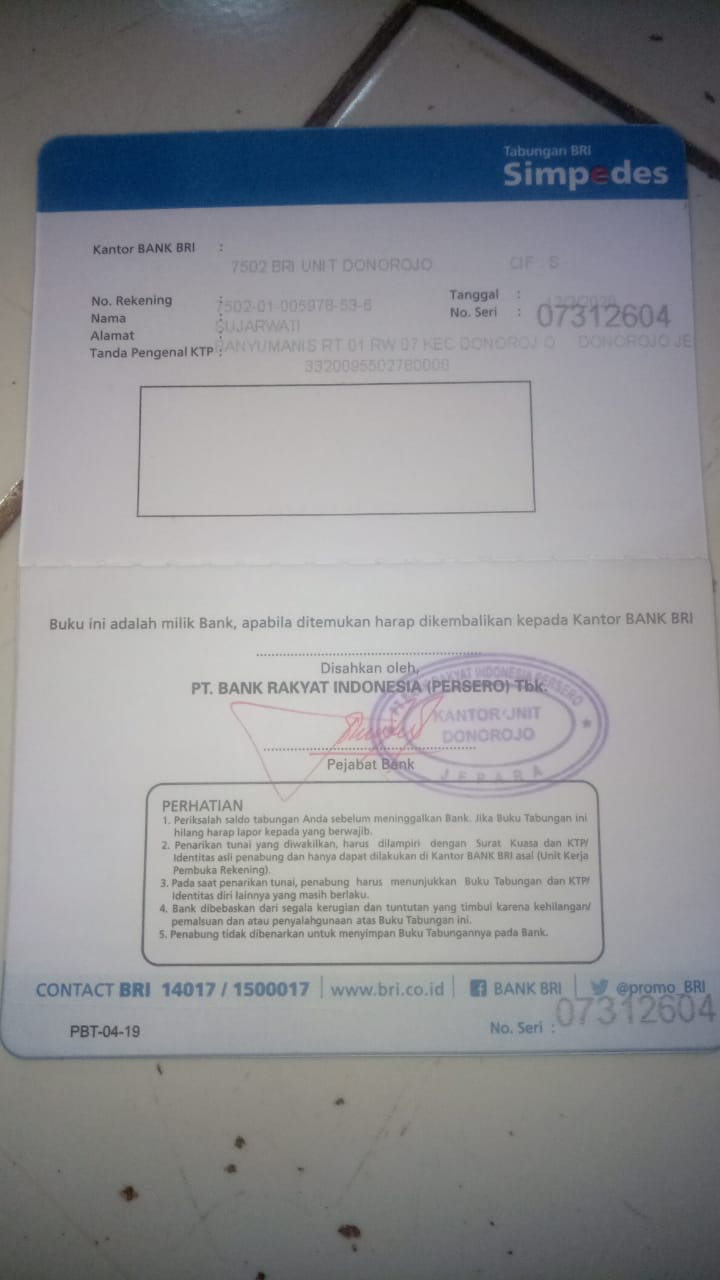 Tabungan BRI
Simpedes
Kantor BANK BRI :
7502 BRI UNIT DONOROJO CIF . S
No. Rekening : 7502-01-005978-53-6
Tanggal : 12/2/2020
Nama : SUJARWATI
No. Seri : 07312604
Alamat : BANYUMANIS RT 01 RW 07 KEC DONOROJ O DONOROJO JE
Tanda Pengenal KTP :
3320095502780008
Buku ini adalah milik Bank, apabila ditemukan harap dikembalikan kepada Kantor BANK BRI
Disahkan oleh,
PT. BANK RAKYAT INDONESIA (PERSERO) Tbk.
RAKYAT INDONESIA PERSERO
KANTOR UNIT
DONOROJO
JEPARA
Pejabat Bank
PERHATIAN
1. Periksalah saldo tabungan Anda sebelum meninggalkan Bank. Jika Buku Tabungan ini
hilang harap lapor kepada yang berwajib.
2. Penarikan tunai yang diwakilkan, harus dilampiri dengan Surat Kuasa dan KTP/
Identitas asli penabung dan hanya dapat dilakukan di Kantor BANK BRI asal (Unit Kerja
Pembuka Rekening).
3. Pada saat penarikan tunai, penabung harus menunjukkan Buku Tabungan dan KTP/
Identitas diri lainnya yang masih berlaku.
4. Bank dibebaskan dari segala kerugian dan tuntutan yang timbul karena kehilangan/
pemalsuan dan atau penyalahgunaan atas Buku Tabungan ini.
5. Penabung tidak dibenarkan untuk menyimpan Buku Tabungannya pada Bank.
CONTACT BRI 14017 / 1500017 | www.bri.co.id | BANK BRI | @promo_BRI
PBT-04-19
No. Seri : 07312604